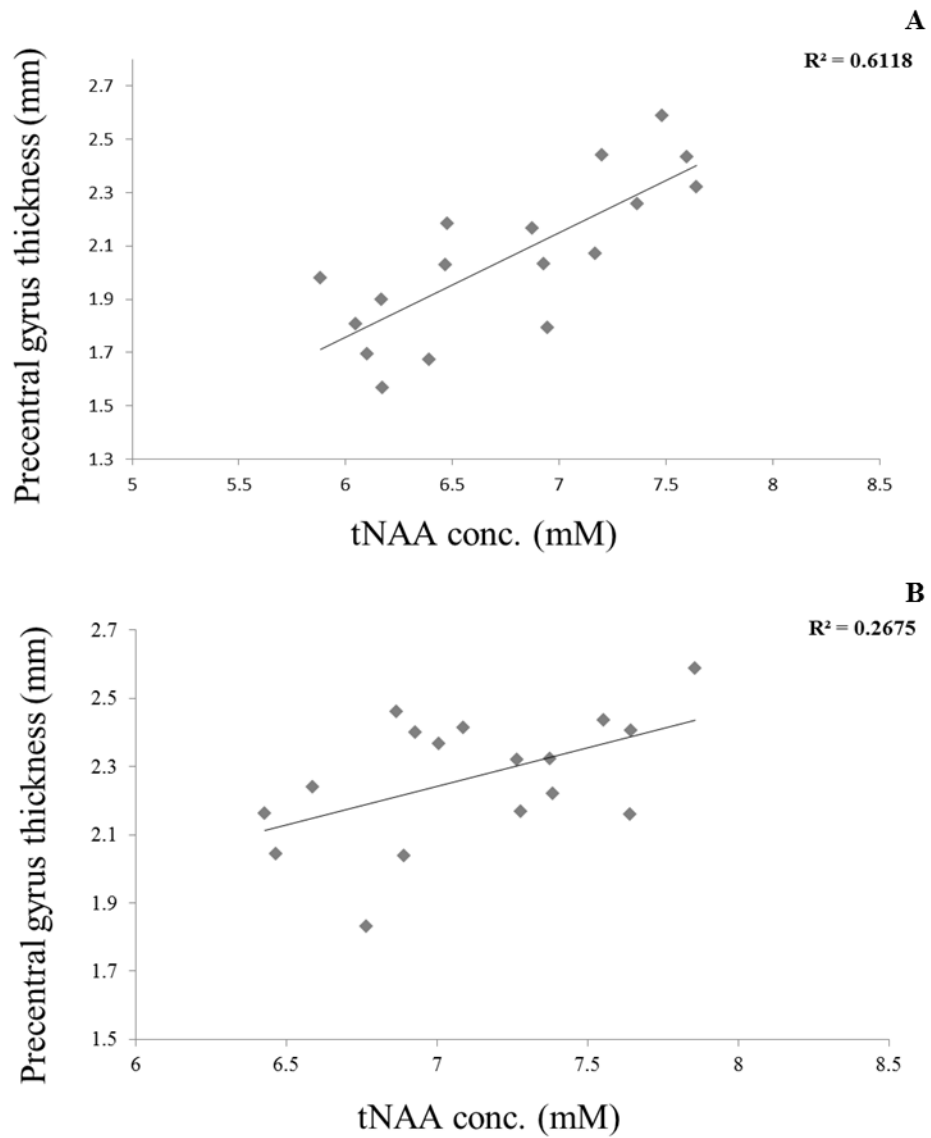 A
R² = 0.6118
Precentral gyrus thickness (mm)
2.7
2.5
2.3
2.1
1.9
1.7
1.5
1.3
5 5.5 6 6.5 7 7.5 8 8.5
tNAA conc. (mM)
B
R² = 0.2675
Precentral gyrus thickness (mm)
2.7
2.5
2.3
2.1
1.9
1.7
1.5
6 6.5 7 7.5 8 8.5
tNAA conc. (mM)